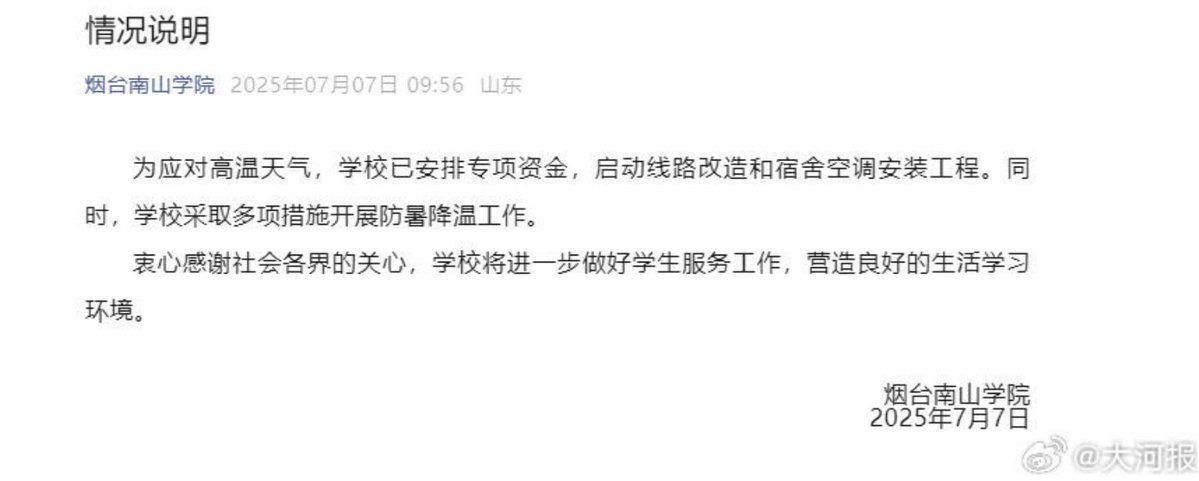 情况说明
烟台南山学院 2025年07月07日 09:56 山东
为应对高温天气，学校已安排专项资金，启动线路改造和宿舍空调安装工程。同
时，学校采取多项措施开展防暑降温工作。
衷心感谢社会各界的关心，学校将进一步做好学生服务工作，营造良好的生活学习
环境。
烟台南山学院
2025年7月7日
@大河报